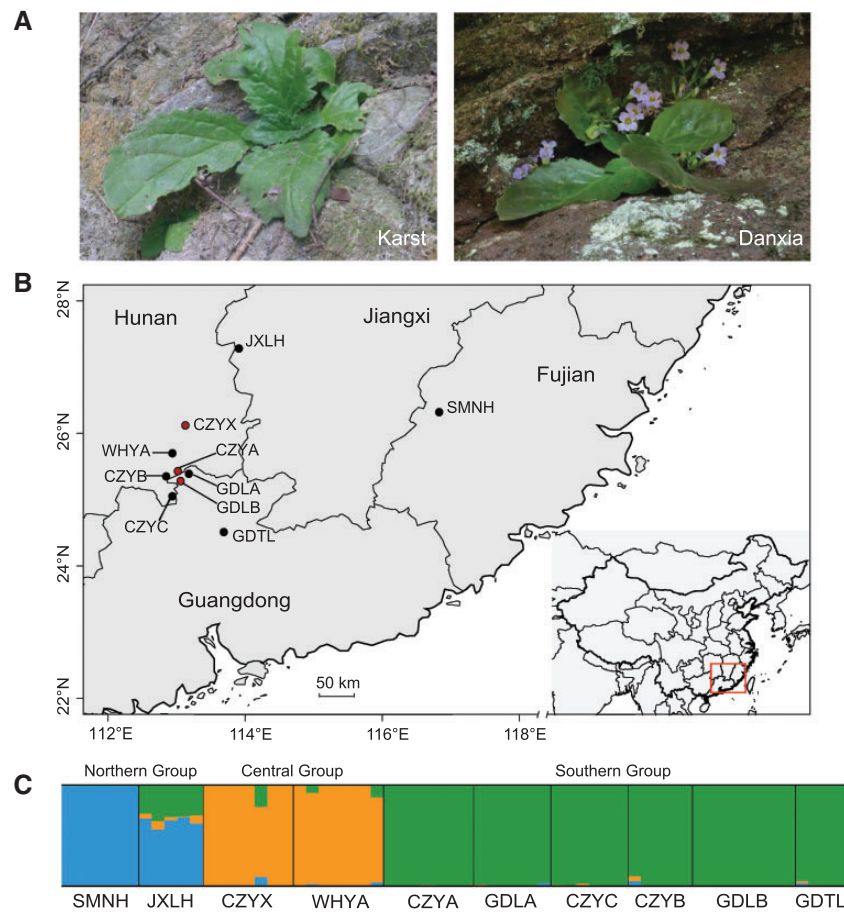 A
Karst
Danxia
B
28°N
26°N
24°N
22°N
Hunan
Jiangxi
JXLH
Fujian
SMNH
CZYX
WHYA
CZYA
CZYB
GDLA
GDLB
CZYC
GDTL
Guangdong
50 km
112°E
114°E
116°E
118°E
C
Northern Group
Central Group
Southern Group
SMNH
JXLH
CZYX
WHYA
CZYA
GDLA
CZYC
CZYB
GDLB
GDTL